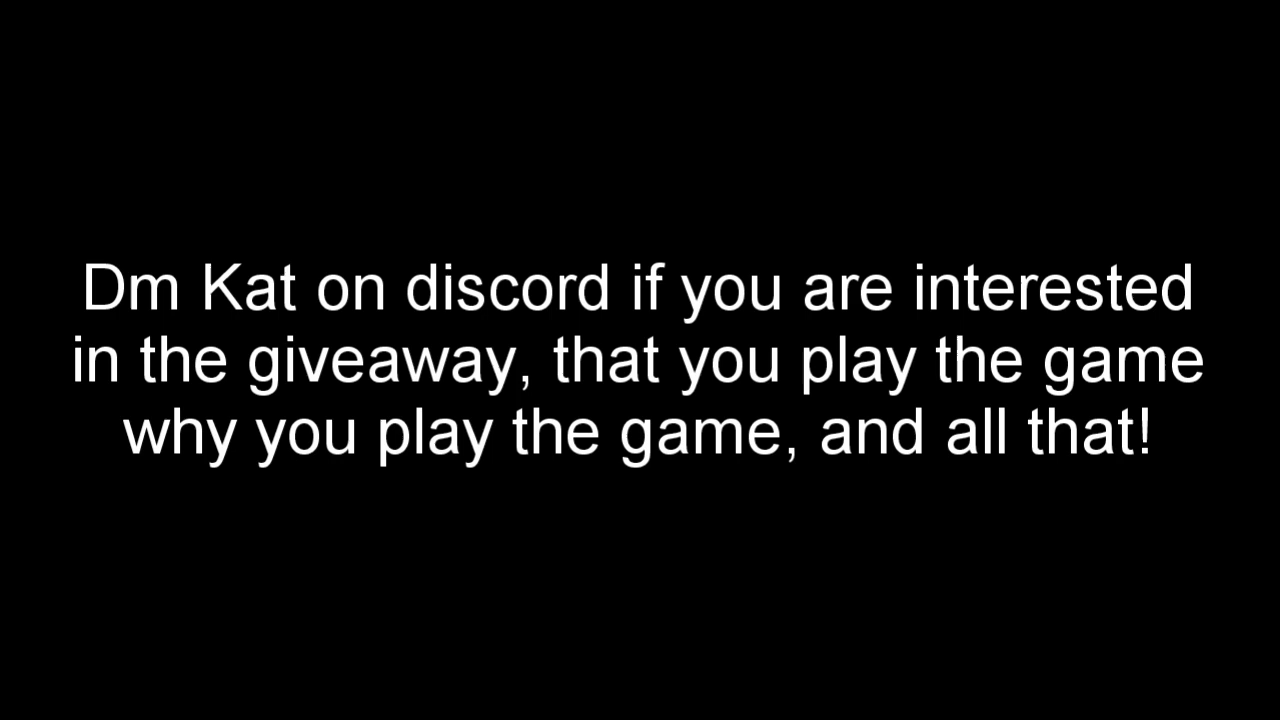 Dm Kat on discord if you are interested
in the giveaway, that you play the game
why you play the game, and all that!